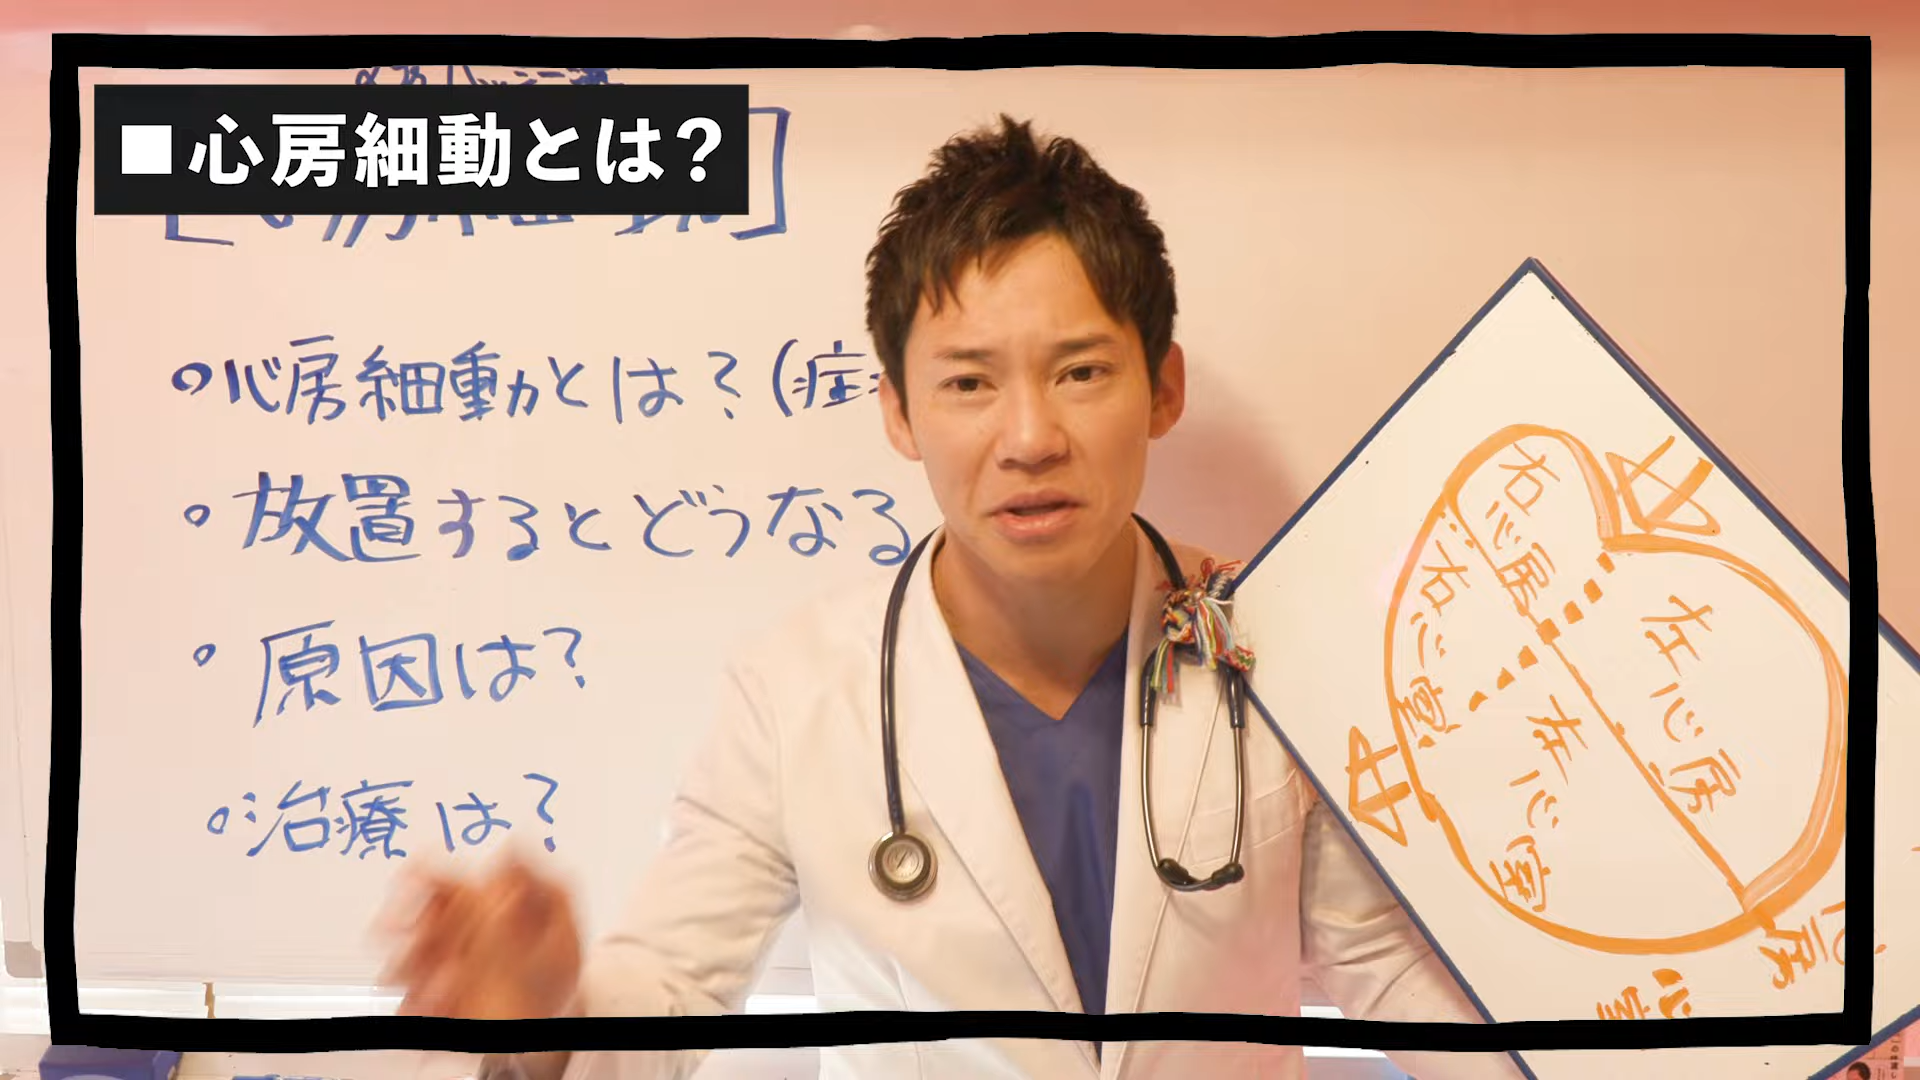 ■心房細動とは?
・心房細動とは?(症
・放置するとどうなる
・原因は?
・治療は?
右心房
右心室
左心房
左心室
心房